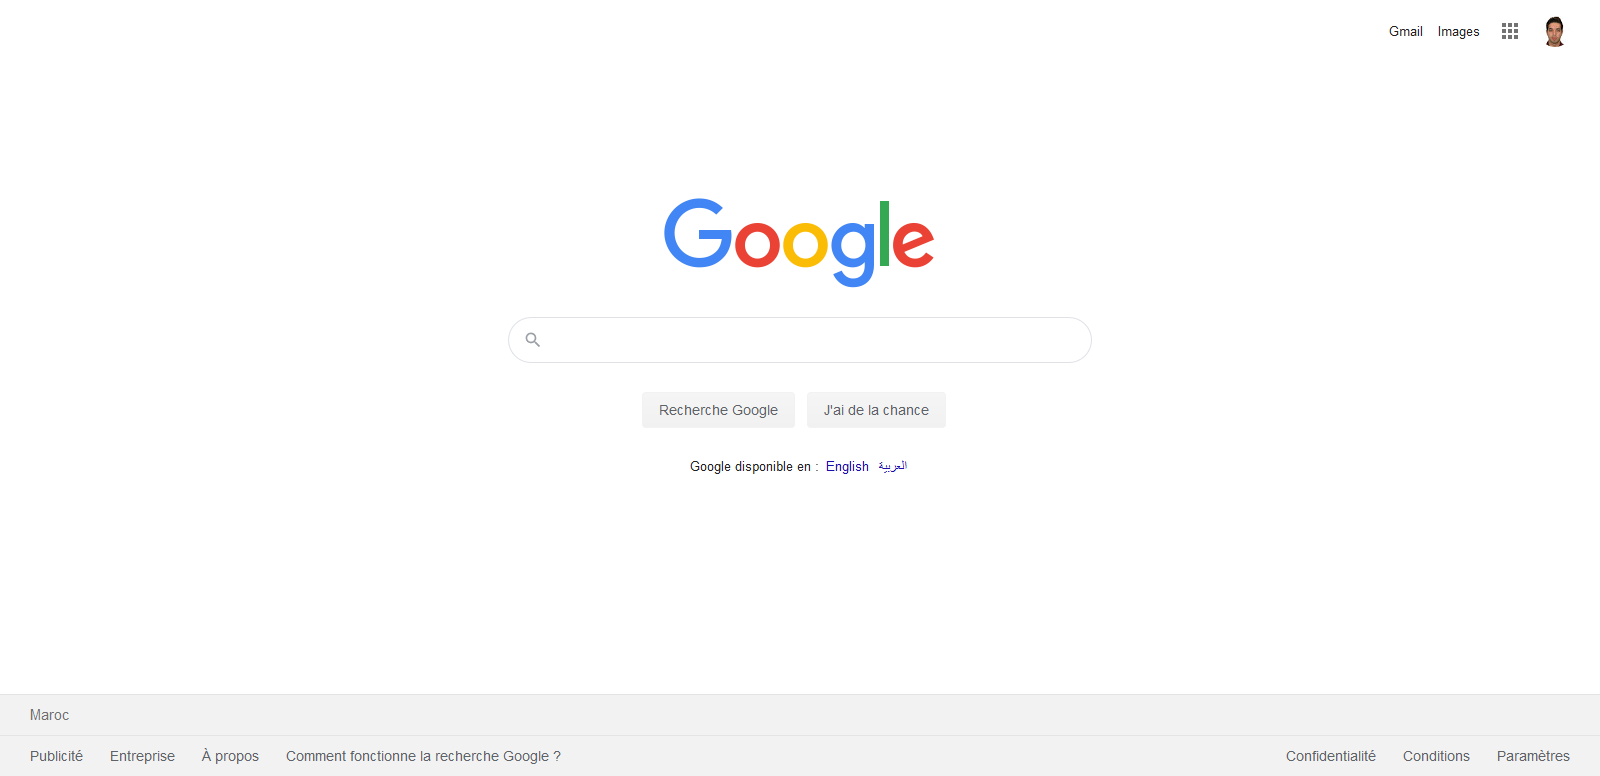 Gmail Images
Google
Recherche Google J'ai de la chance
Google disponible en : English العربية
Maroc
Publicité Entreprise À propos Comment fonctionne la recherche Google ? Confidentialité Conditions Paramètres